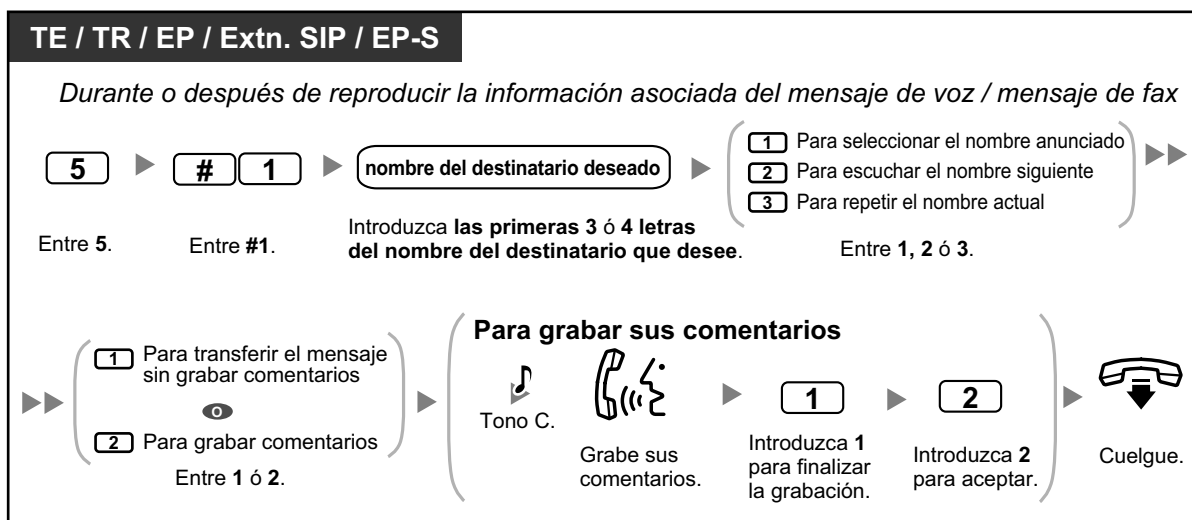 TE / TR / EP / Extn. SIP / EP-S
Durante o después de reproducir la información asociada del mensaje de voz / mensaje de fax
5
Entre 5.
# 1
Entre #1.
nombre del destinatario deseado
Introduzca las primeras 3 ó 4 letras
del nombre del destinatario que desee.
1 Para seleccionar el nombre anunciado
2 Para escuchar el nombre siguiente
3 Para repetir el nombre actual
Entre 1, 2 ó 3.
1 Para transferir el mensaje
sin grabar comentarios
O
2 Para grabar comentarios
Entre 1 ó 2.
Para grabar sus comentarios
Tono C.
Grabe sus
comentarios.
1
Introduzca 1
para finalizar
la grabación.
2
Introduzca 2
para aceptar.
Cuelgue.